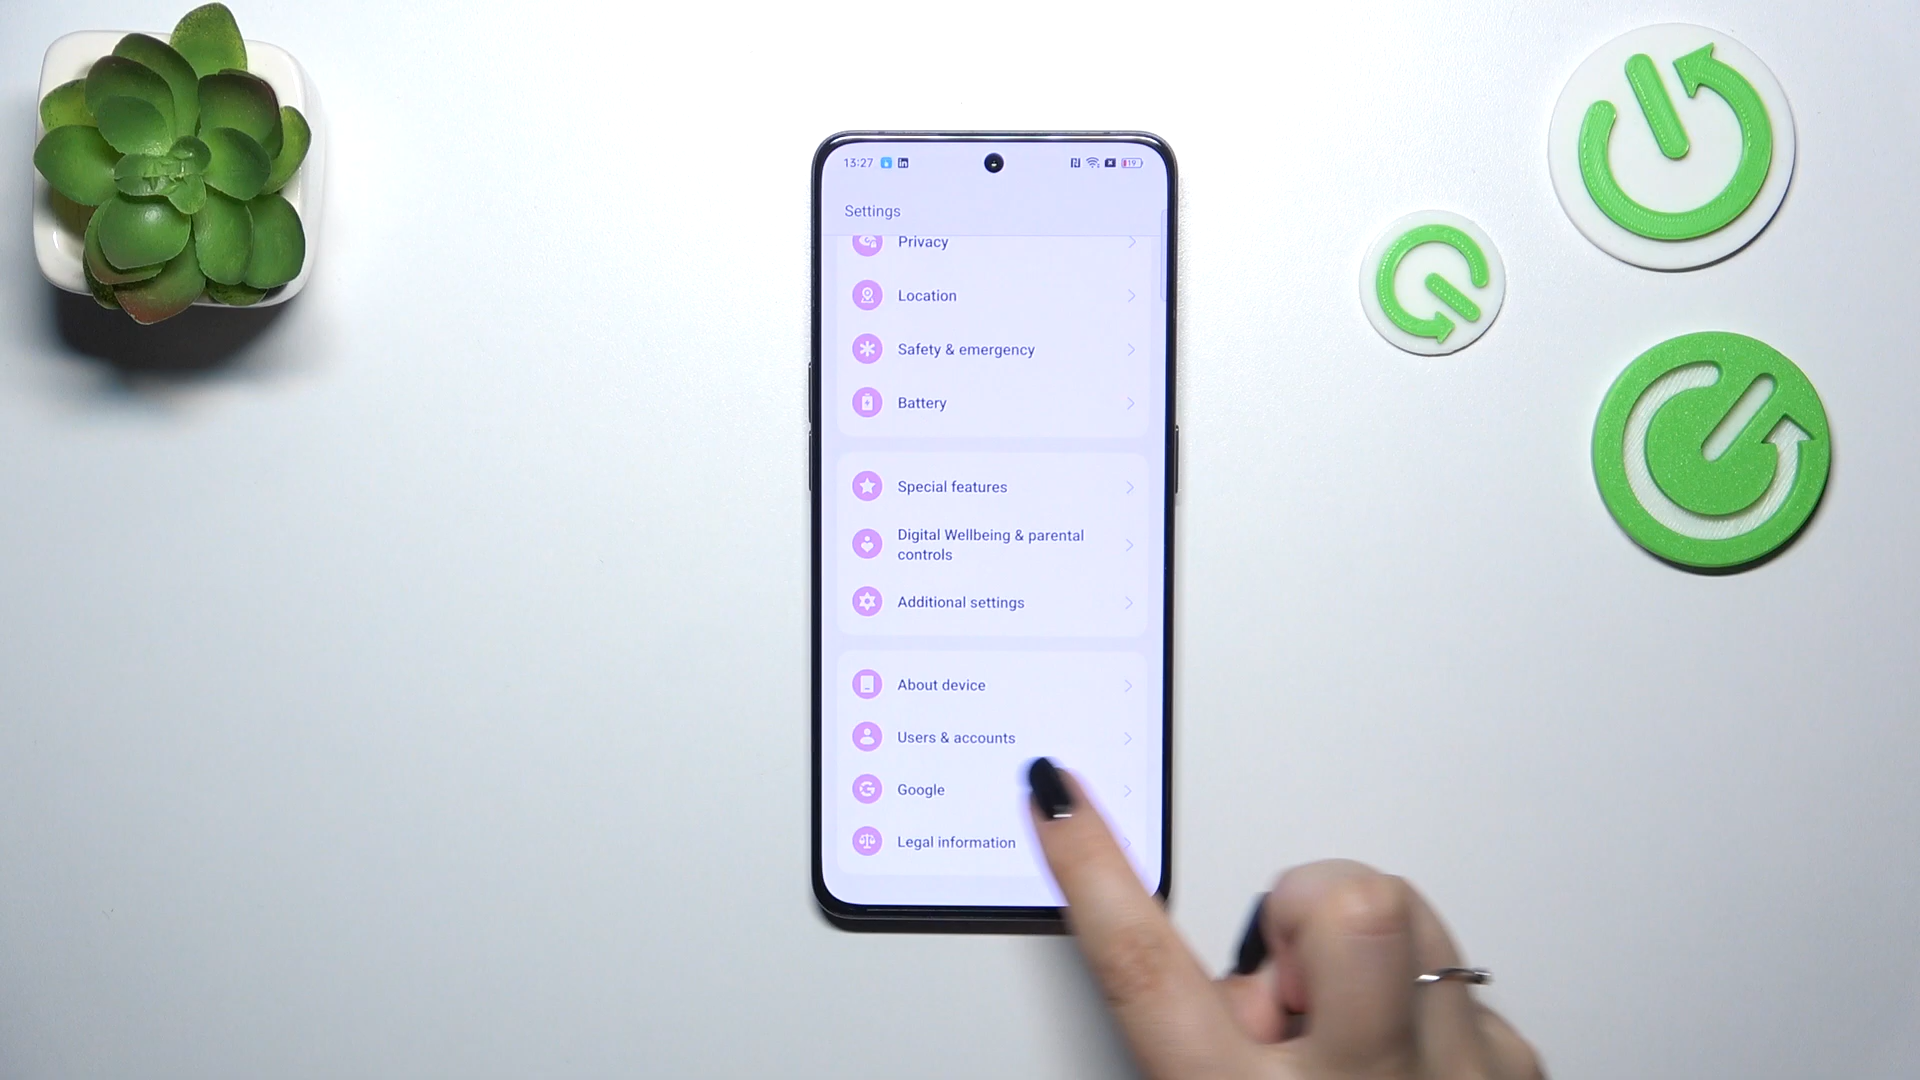 13:27
19
Settings
Privacy
Location
Safety & emergency
Battery
Special features
Digital Wellbeing & parental
controls
Additional settings
About device
Users & accounts
Google
Legal information